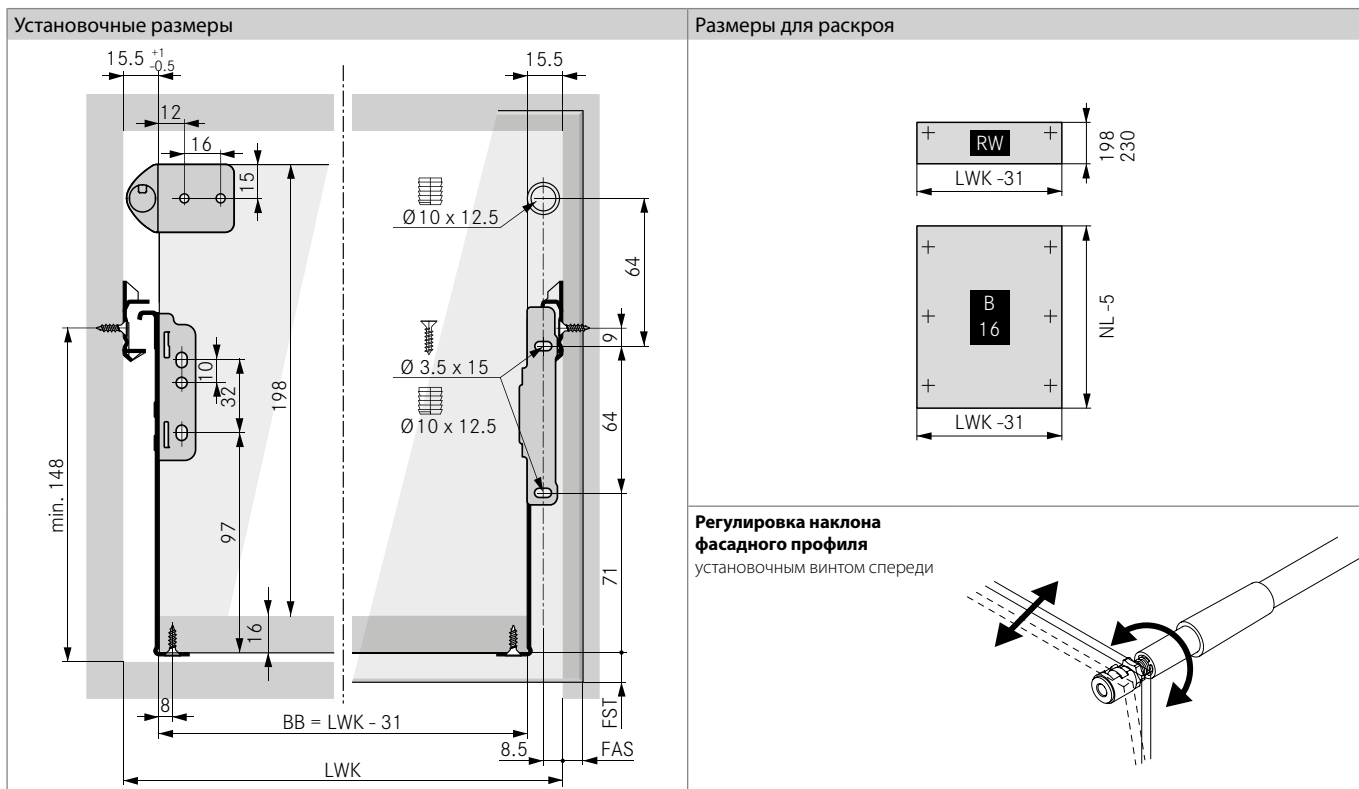 Установочные размеры
15.5 +1 -0.5
15.5
12
16
15
Ø10 x 12.5
64
9
Ø 3.5 x 15
10
32
198
Ø10 x 12.5
64
min. 148
97
71
16
8
BB = LWK - 31
FST
8.5
FAS
LWK
Размеры для раскроя
RW
198
230
LWK -31
B
16
NL -5
LWK -31
Регулировка наклона
фасадного профиля
установочным винтом спереди